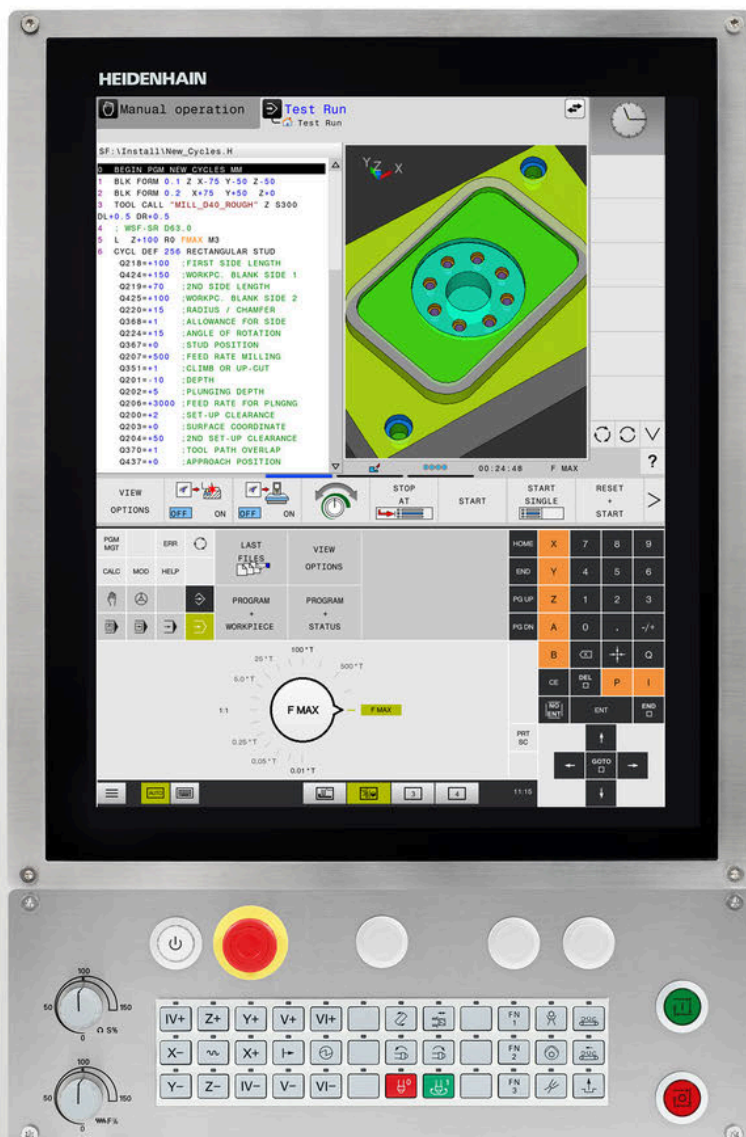 HEIDENHAIN
Manual operation
Test Run
Test Run
SF:\Install\New_Cycles.H
0 BEGIN PGM NEW_CYCLES MM
1 BLK FORM 0.1 Z X-75 Y-50 Z-50
2 BLK FORM 0.2 X+75 Y+50 Z+0
3 TOOL CALL "MILL_D40_ROUGH" Z S300
DL+0.5 DR+0.5
4 ; WSF-SR D63.0
5 L Z+100 R0 FMAX M3
6 CYCL DEF 256 RECTANGULAR STUD
Q218=+100 ;FIRST SIDE LENGTH
Q424=+150 ;WORKPC. BLANK SIDE 1
Q219=+70 ;2ND SIDE LENGTH
Q425=+100 ;WORKPC. BLANK SIDE 2
Q220=+15 ;RADIUS / CHAMFER
Q368=+1 ;ALLOWANCE FOR SIDE
Q224=+15 ;ANGLE OF ROTATION
Q367=+0 ;STUD POSITION
Q207=+500 ;FEED RATE MILLING
Q351=+1 ;CLIMB OR UP-CUT
Q201=-10 ;DEPTH
Q202=+5 ;PLUNGING DEPTH
Q206=+3000 ;FEED RATE FOR PLNGNG
Q200=+2 ;SET-UP CLEARANCE
Q203=+0 ;SURFACE COORDINATE
Q204=+50 ;2ND SET-UP CLEARANCE
Q370=+1 ;TOOL PATH OVERLAP
Q437=+0 ;APPROACH POSITION
Y Z X
00:24:48 F MAX
?
VIEW
OPTIONS
OFF ON
OFF ON
STOP
AT
START
START
SINGLE
RESET
+
START
>
PGM
MGT
ERR
CALC MOD HELP
LAST
FILES
VIEW
OPTIONS
PROGRAM
+
WORKPIECE
PROGRAM
+
STATUS
HOME X 7 8 9
END Y 4 5 6
PG UP Z 1 2 3
PG DN A 0 . -/+
B Q
CE DEL P I
NO
ENT
ENT
END
PRT
SC
GOTO
100*T
25*T
500*T
5.0*T
1:1
F MAX
F MAX
0.25*T
0.05*T
0.01*T
AUTO
3
4
11:15
100
50
150
0
S%
100
50
150
0
F%
IV+ Z+ Y+ V+ VI+ FN 1
X- X+ FN 2
Y- Z- IV- V- VI- FN 3